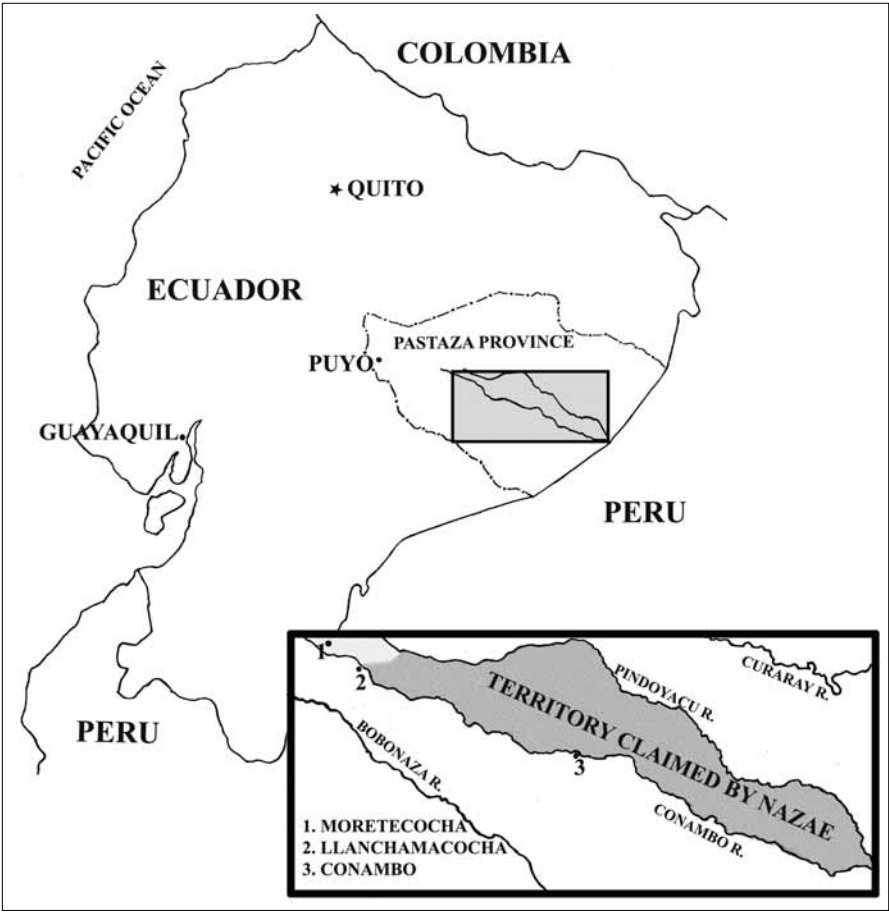 COLOMBIA
PACIFIC OCEAN
QUITO
ECUADOR
PASTAZA PROVINCE
PUYO
GUAYAQUIL
PERU
PERU
1
2
3
CURARAY R.
PINDOYACU R.
TERRITORY CLAIMED BY NAZAE
BOBONAZA R.
CONAMBO R.
1. MORETECOCHA
2. LLANCHAMACOCHA
3. CONAMBO